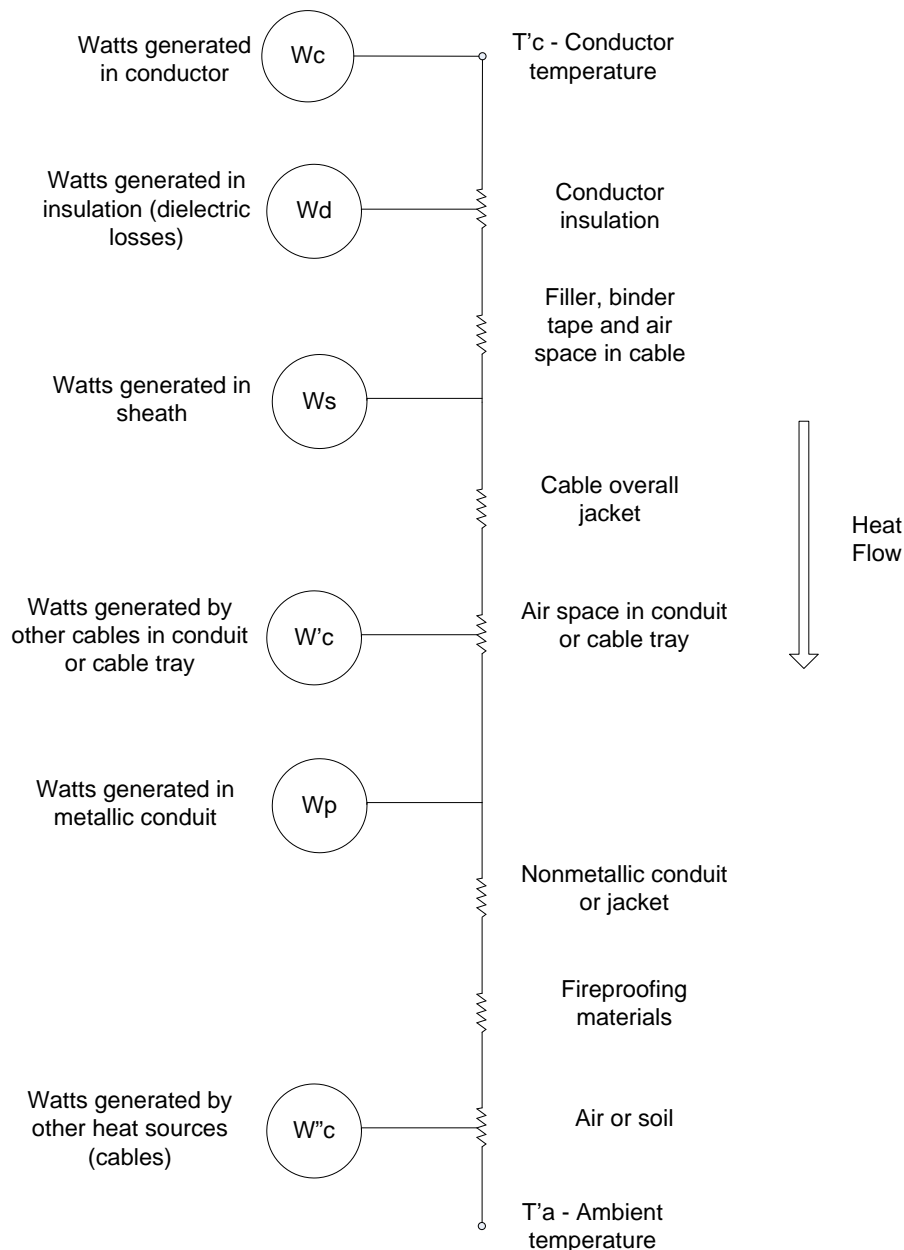 Watts generated
in conductor
Wc
T'c - Conductor
temperature
Watts generated in
insulation (dielectric
losses)
Wd
Conductor
insulation
Filler, binder
tape and air
space in cable
Watts generated in
sheath
Ws
Cable overall
jacket
Heat
Flow
Watts generated by
other cables in conduit
or cable tray
W'c
Air space in conduit
or cable tray
Watts generated in
metallic conduit
Wp
Nonmetallic conduit
or jacket
Fireproofing
materials
Watts generated by
other heat sources
(cables)
W"c
Air or soil
T'a - Ambient
temperature